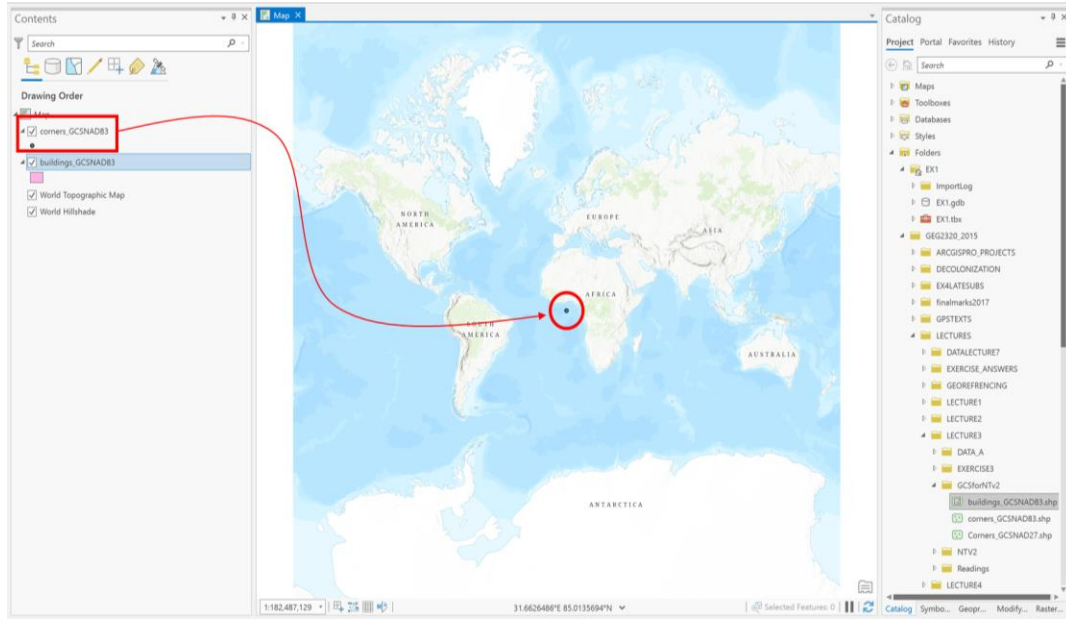 Contents
Search
Drawing Order
Map
corners_GCSNAD83
buildings_GCSNAD83
World Topographic Map
World Hillshade
Map
NORTH
AMERICA
EUROPE
ASIA
AFRICA
SOUTH
AMERICA
AUSTRALIA
ANTARCTICA
1:182,487,129
31.6626486°E 85.0135694°N
Selected Features: 0
Catalog
Project Portal Favorites History
Search
Maps
Toolboxes
Databases
Styles
Folders
EX1
ImportLog
EX1.gdb
EX1.tbx
GEG2320_2015
ARCGISPRO_PROJECTS
DECOLONIZATION
EX4LATESUBS
finalmarks2017
GPSTEXTS
LECTURES
DATALECTURE7
EXERCISE_ANSWERS
GEOREFRENCING
LECTURE1
LECTURE2
LECTURE3
DATA_A
EXERCISE3
GCSforNTv2
buildings_GCSNAD83.shp
corners_GCSNAD83.shp
Corners_GCSNAD27.shp
NTV2
Readings
LECTURE4
Catalog Symbo... Geopr... Modify... Raster...